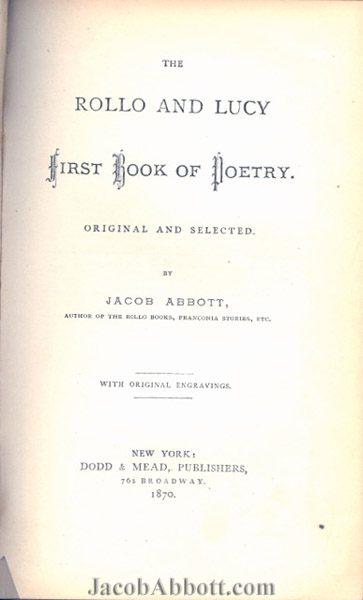 THE
ROLLO AND LUCY
FIRST BOOK OF POETRY.
ORIGINAL AND SELECTED.
BY
JACOB ABBOTT,
AUTHOR OF THE ROLLO BOOKS, FRANCONIA STORIES, ETC.
WITH ORIGINAL ENGRAVINGS.
NEW YORK:
DODD & MEAD, PUBLISHERS,
762 BROADWAY.
1870.
JacobAbbott.com